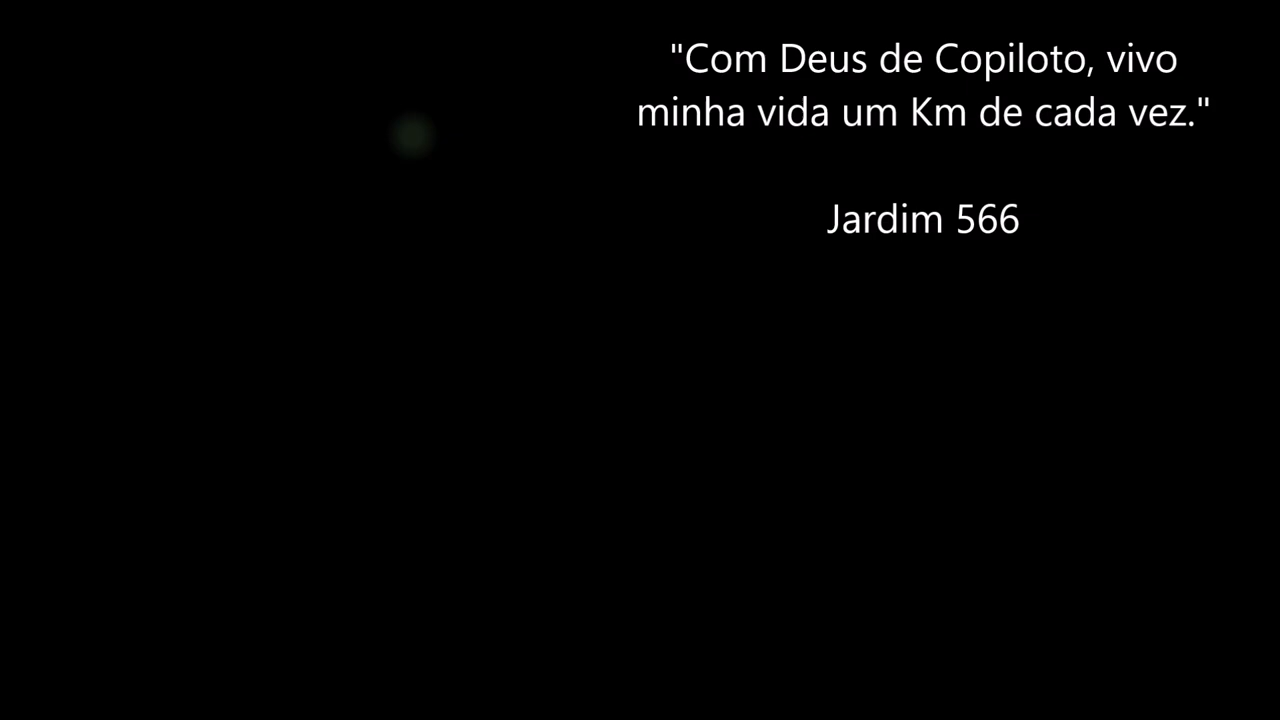 "Com Deus de Copiloto, vivo
minha vida um Km de cada vez."
Jardim 566